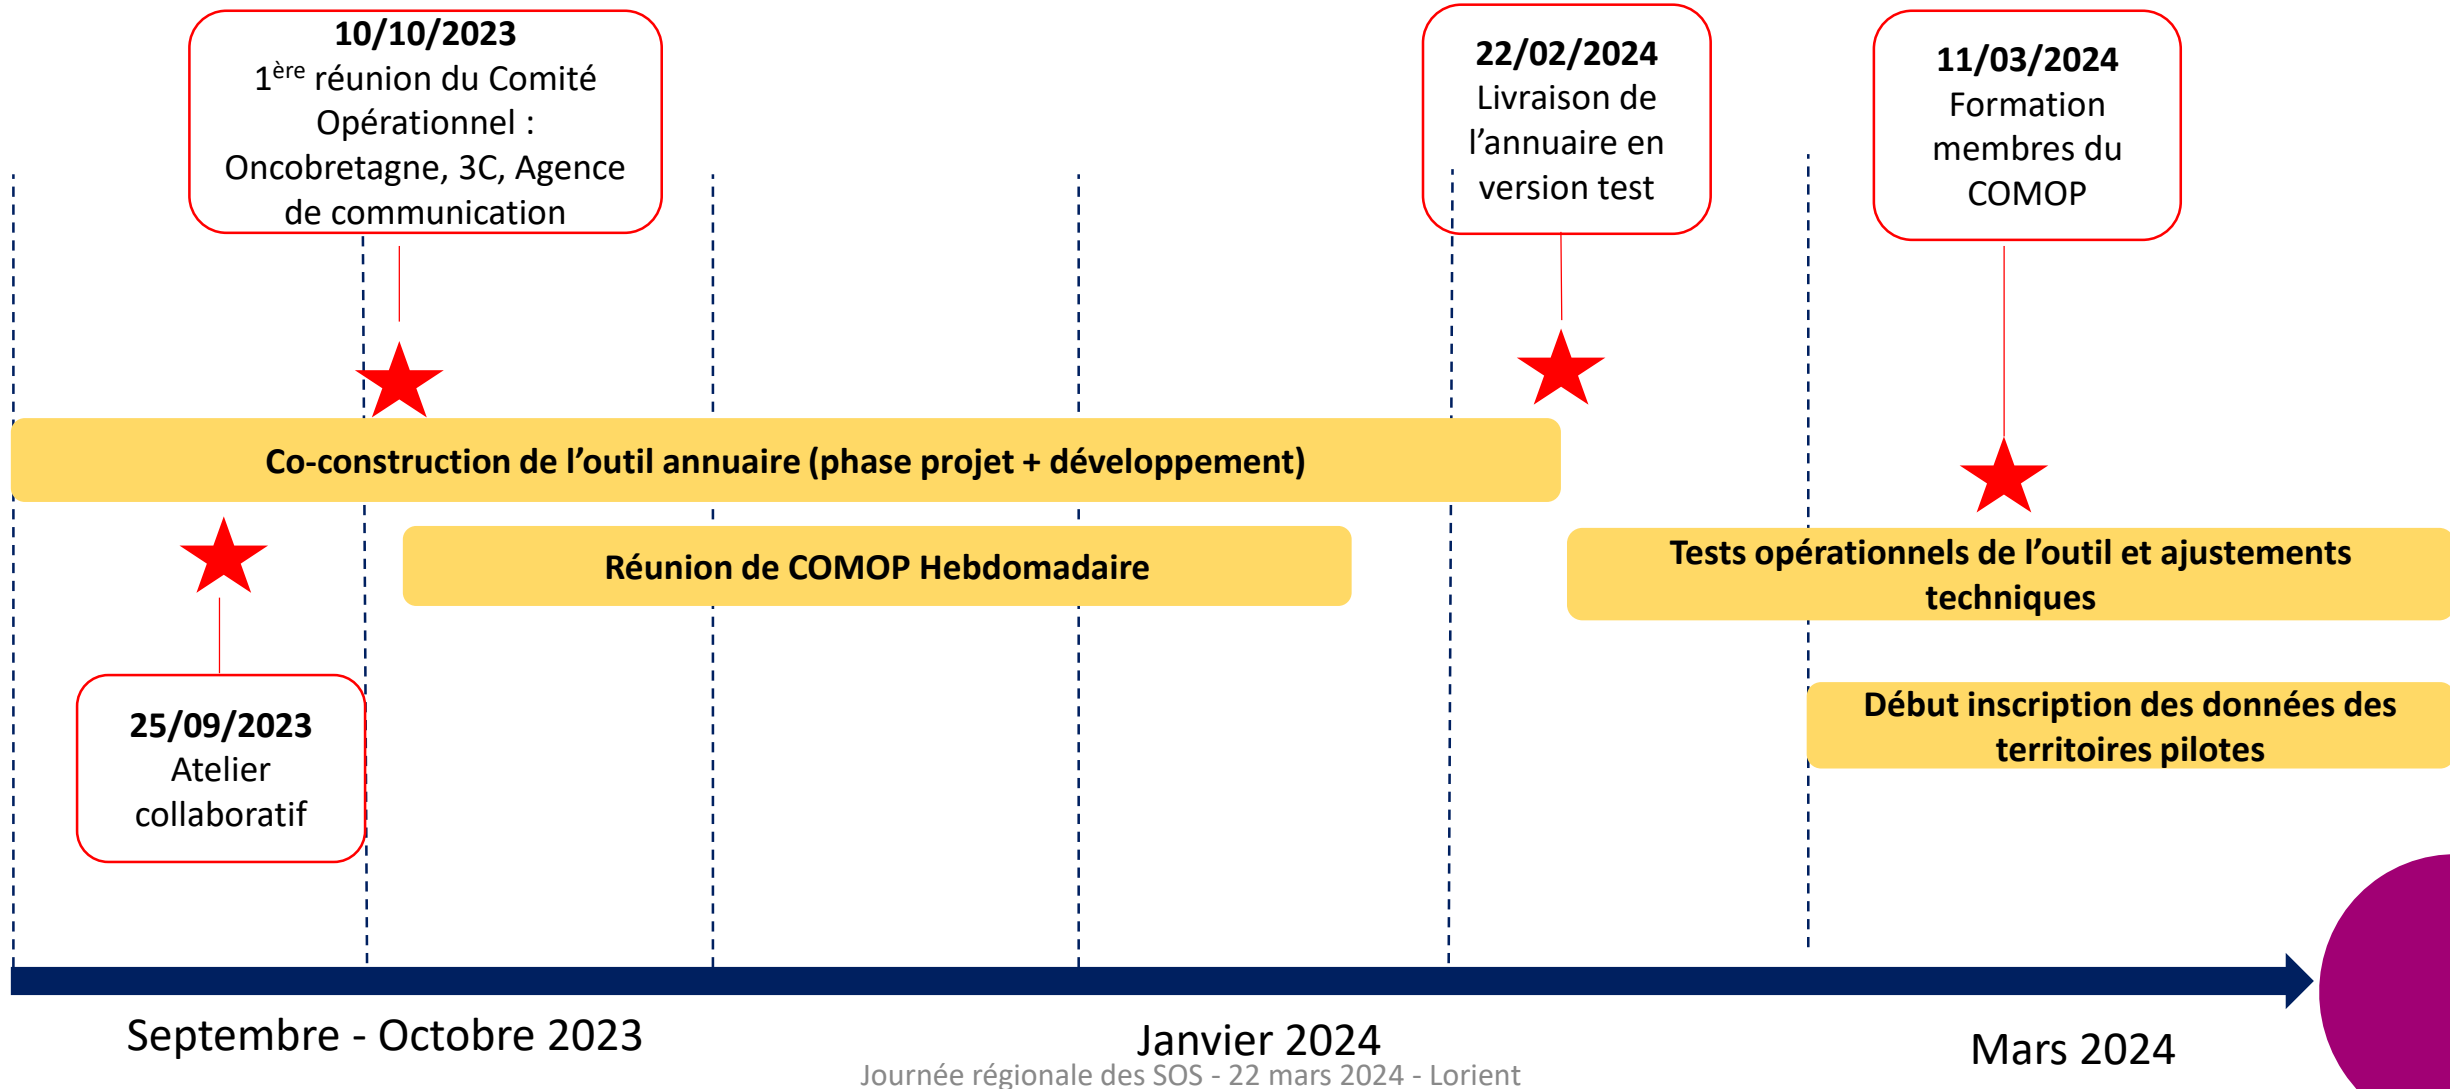 10/10/2023
1ère réunion du Comité
Opérationnel :
Oncobretagne, 3C, Agence
de communication
22/02/2024
Livraison de
l’annuaire en
version test
11/03/2024
Formation
membres du
COMOP
Co-construction de l’outil annuaire (phase projet + développement)
Réunion de COMOP Hebdomadaire
Tests opérationnels de l’outil et ajustements
techniques
25/09/2023
Atelier
collaboratif
Début inscription des données des
territoires pilotes
Septembre - Octobre 2023
Janvier 2024
Mars 2024
Journée régionale des SOS - 22 mars 2024 - Lorient